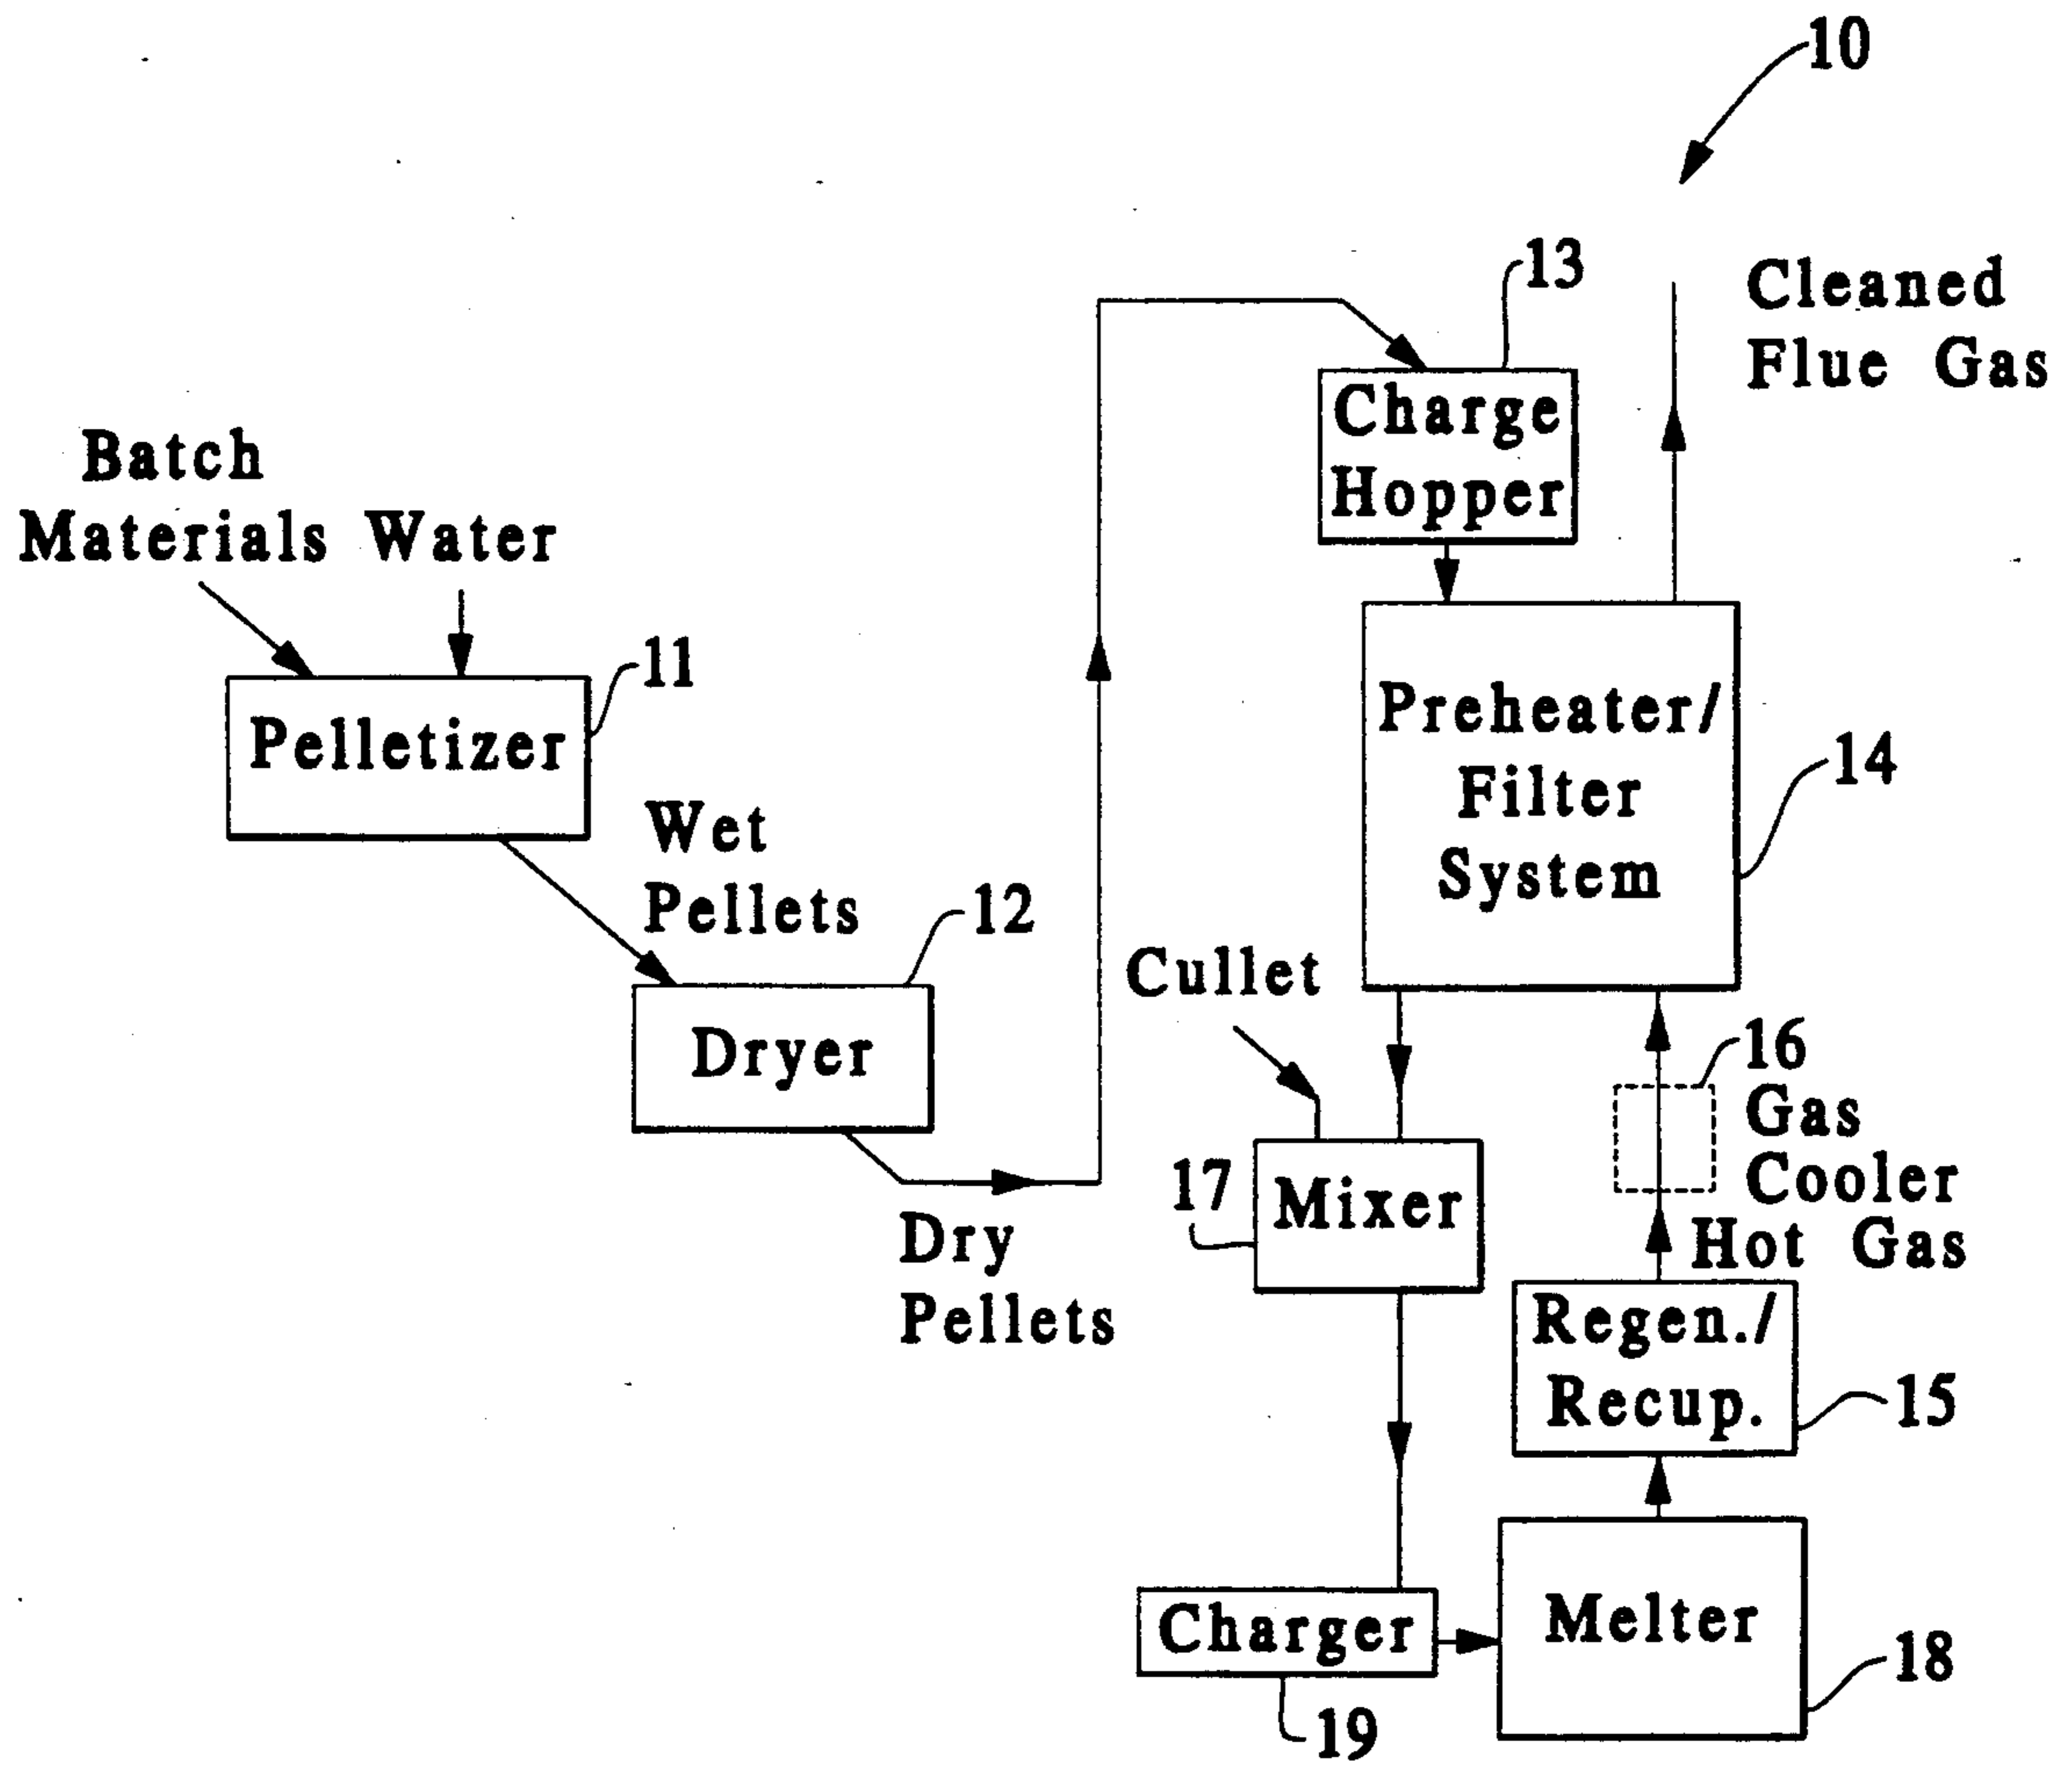 10
13
Cleaned
Flue Gas
Charge
Hopper
Batch
Materials Water
11
Pelletizer
Preheater/
Filter
System
14
Wet
Pellets
12
Cullet
Dryer
16
Gas
Cooler
17
Mixer
Hot Gas
Dry
Pellets
Regen./
Recup.
15
Charger
Melter
18
19